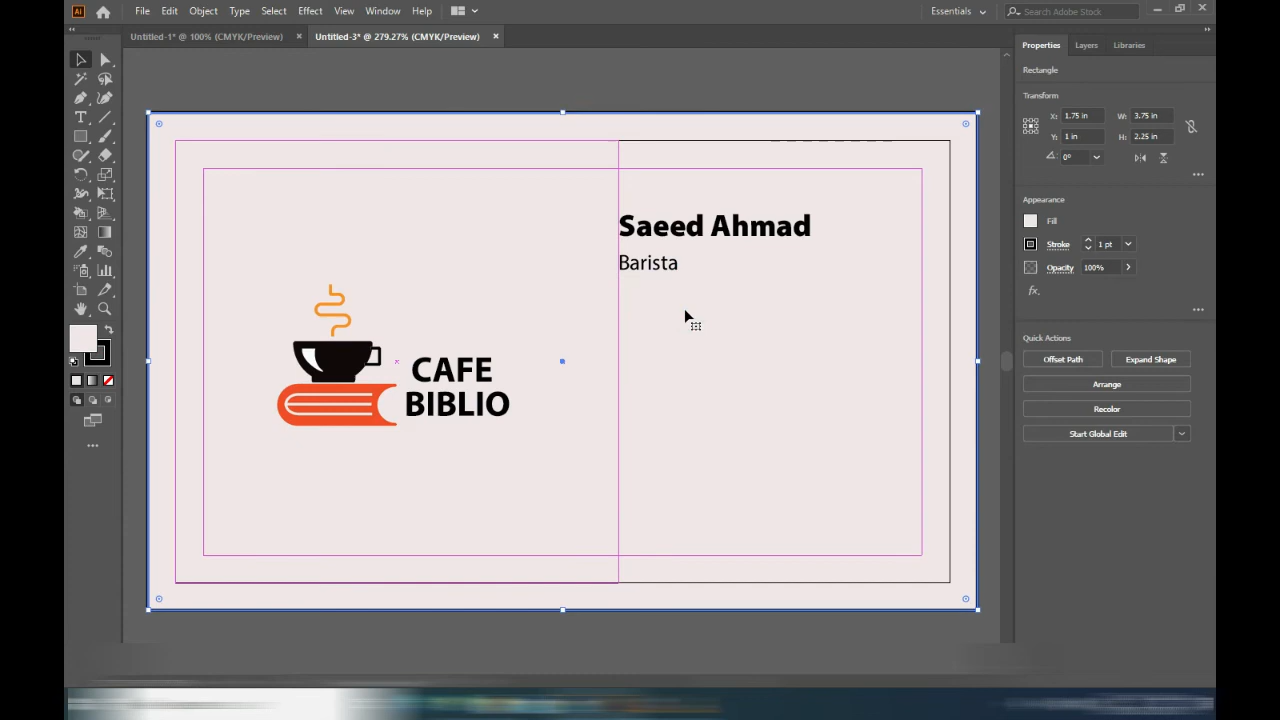 Ai File Edit Object Type Select Effect View Window Help Essentials Search Adobe Stock
Untitled-1* @ 100% (CMYK/Preview) × Untitled-3* @ 279.27% (CMYK/Preview) ×
Properties Layers Libraries
Rectangle
Transform
X: 1.75 in W: 3.75 in
Y: 1 in H: 2.25 in
0°
Appearance
Fill
Stroke 1 pt
Opacity 100%
fx.
Quick Actions
Offset Path Expand Shape
Arrange
Recolor
Start Global Edit
Saeed Ahmad
Barista
CAFE
BIBLIO